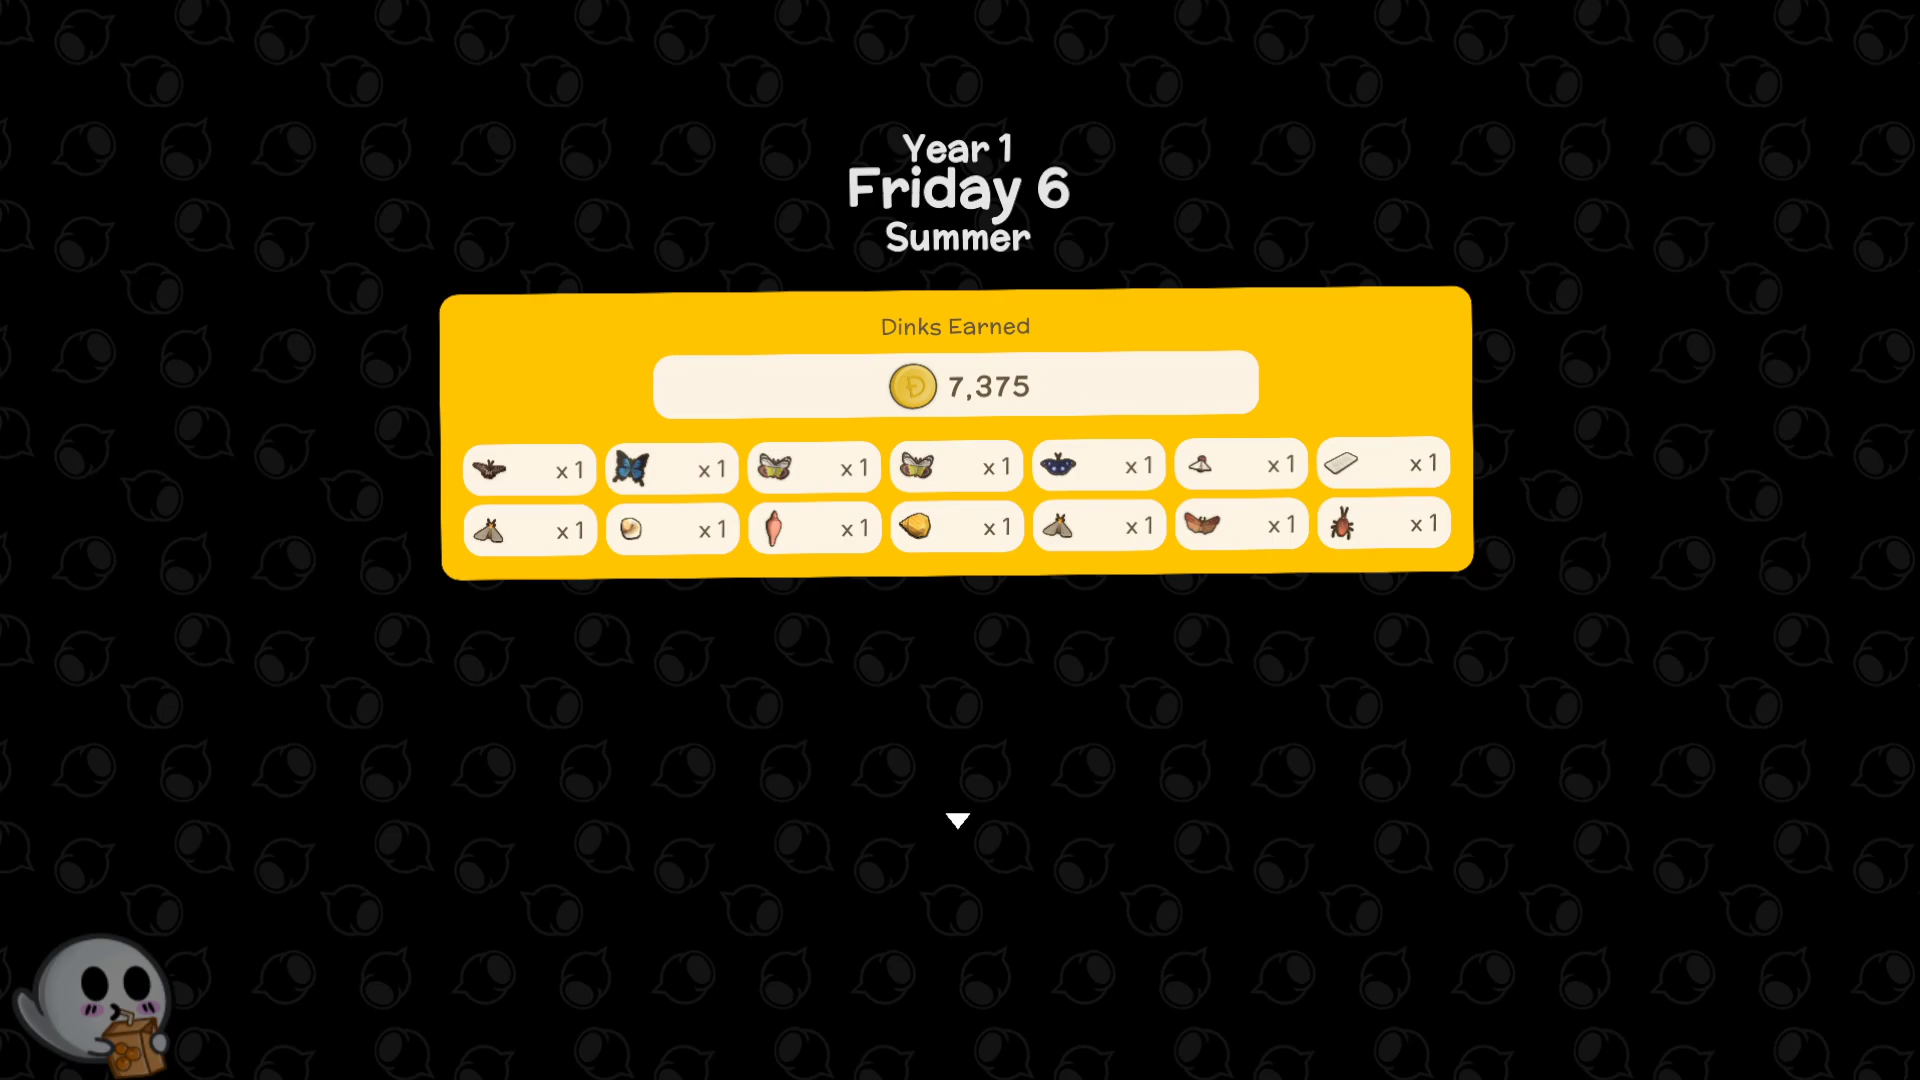 Year 1
Friday 6
Summer
Dinks Earned
Đ 7,375
x 1 x 1 x 1 x 1 x 1 x 1 x 1
x 1 x 1 x 1 x 1 x 1 x 1 x 1